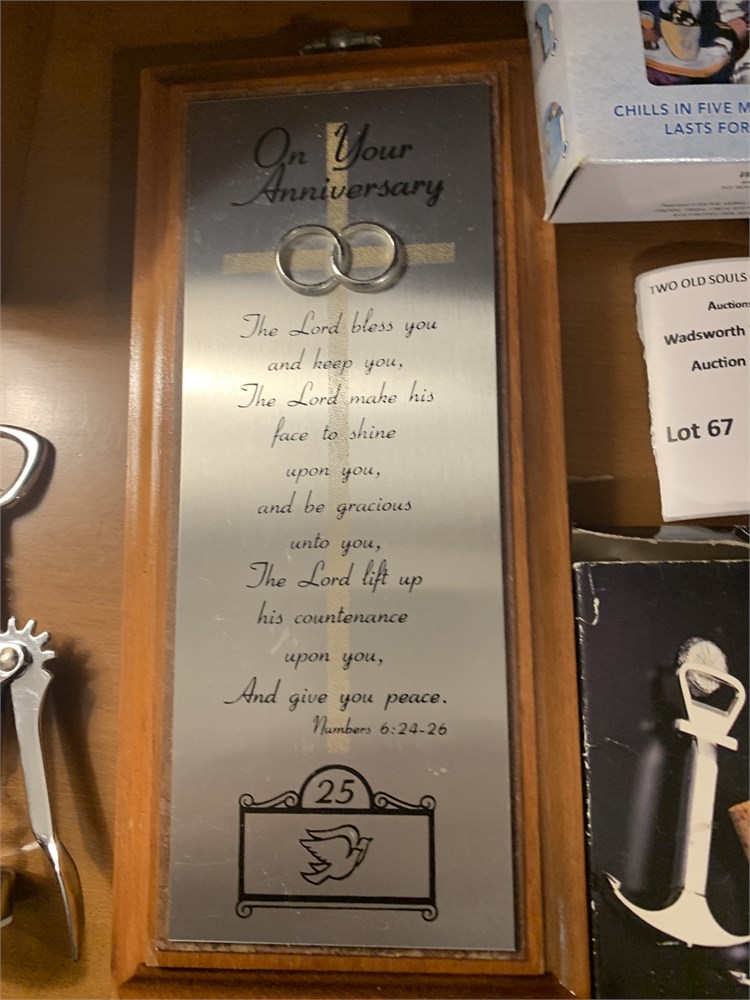 On Your
Anniversary
The Lord bless you
and keep you,
The Lord make his
face to shine
upon you,
and be gracious
unto you,
The Lord lift up
his countenance
upon you,
And give you peace.
Numbers 6:24-26
25
CHILLS IN FIVE
LASTS FOR
TWO OLD SOULS
Auctions
Wadsworth
Auction
Lot 67